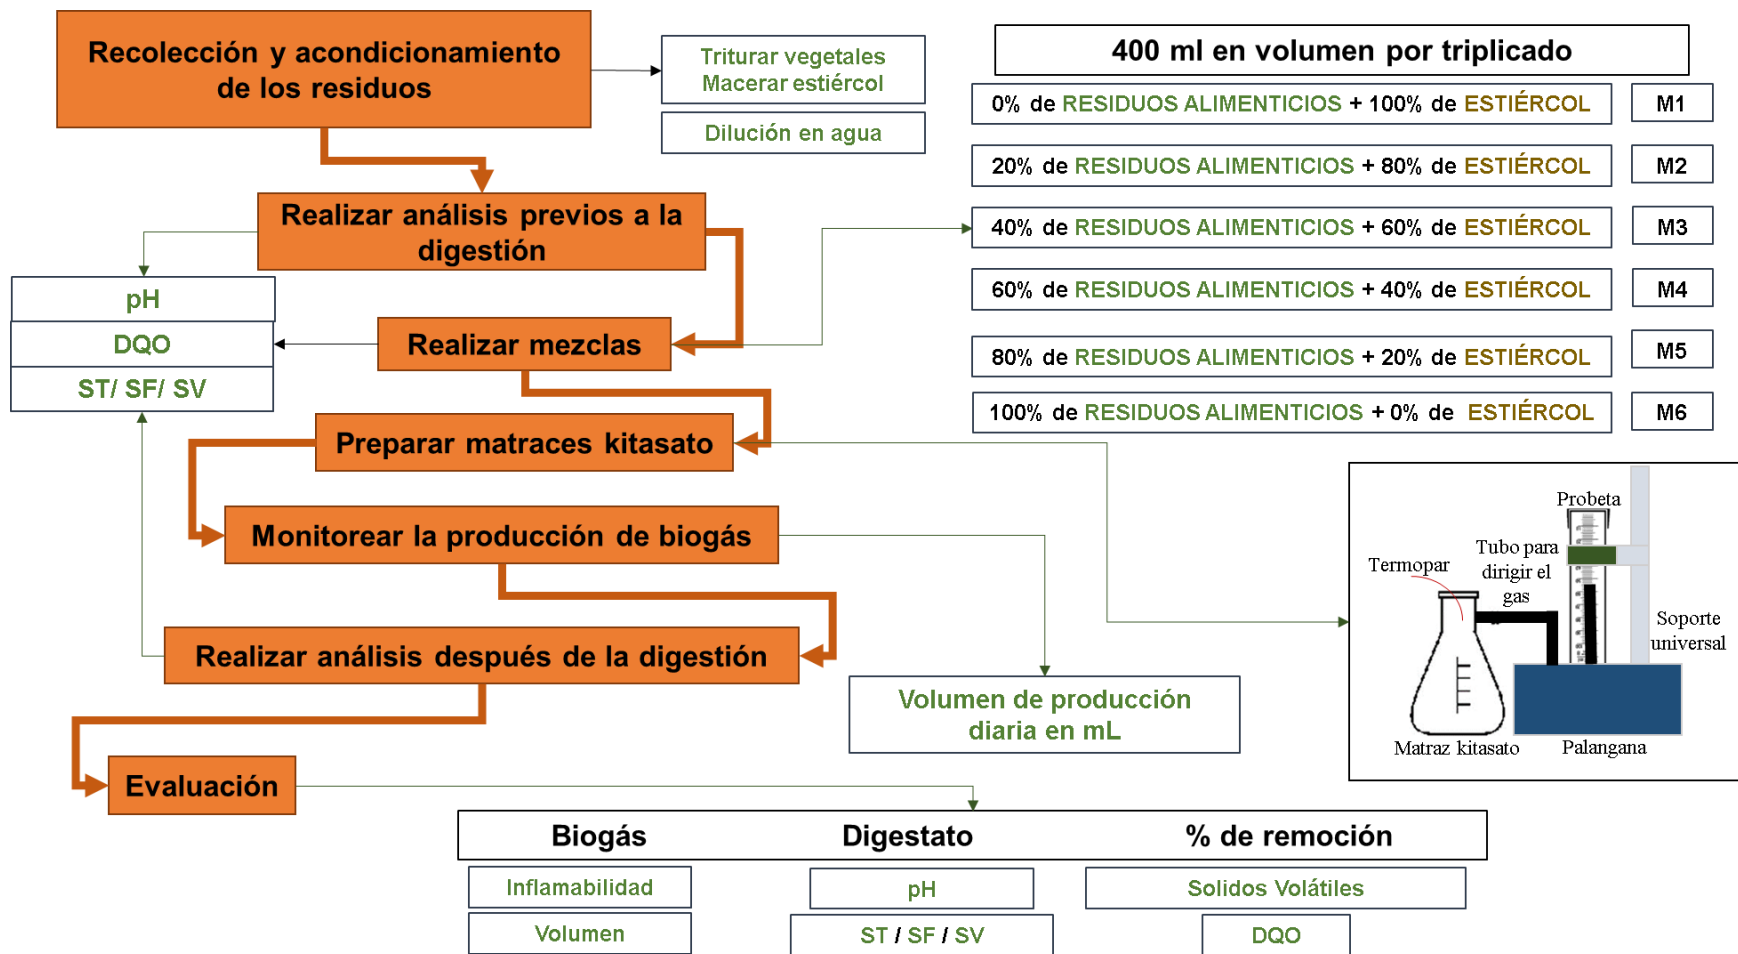 Recolección y acondicionamiento
de los residuos
Triturar vegetales
Macerar estiércol
Dilución en agua
400 ml en volumen por triplicado
0% de RESIDUOS ALIMENTICIOS + 100% de ESTIÉRCOL
M1
20% de RESIDUOS ALIMENTICIOS + 80% de ESTIÉRCOL
M2
40% de RESIDUOS ALIMENTICIOS + 60% de ESTIÉRCOL
M3
60% de RESIDUOS ALIMENTICIOS + 40% de ESTIÉRCOL
M4
80% de RESIDUOS ALIMENTICIOS + 20% de ESTIÉRCOL
M5
100% de RESIDUOS ALIMENTICIOS + 0% de ESTIÉRCOL
M6
Realizar análisis previos a la
digestión
pH
DQO
ST/ SF/ SV
Realizar mezclas
Preparar matraces kitasato
Monitorear la producción de biogás
Realizar análisis después de la digestión
Volumen de producción
diaria en mL
Probeta
Tubo para
dirigir el
gas
Termopar
Soporte
universal
Matraz kitasato
Palangana
Evaluación
Biogás
Digestato
% de remoción
Inflamabilidad
pH
Solidos Volátiles
Volumen
ST / SF / SV
DQO